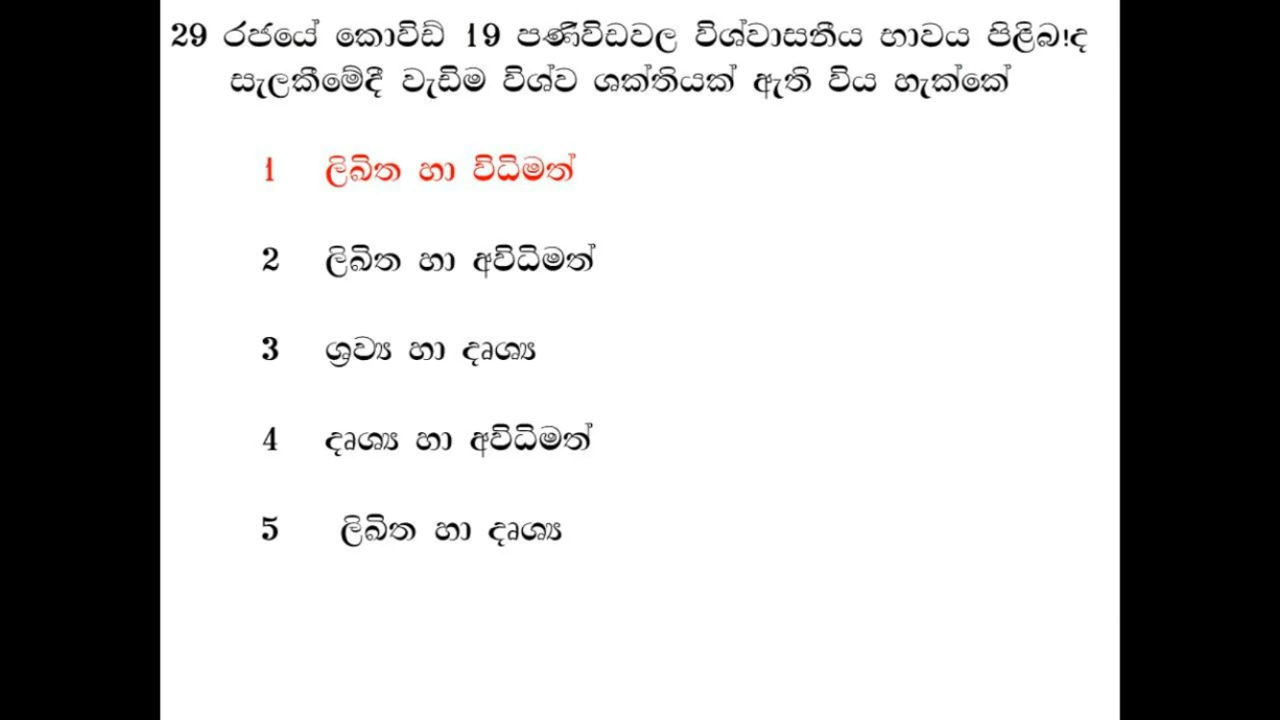 29 රජයේ කොවිඩ් 19 පණිවිඩවල විශ්වාසනීය භාවය පිළිබ!ද
සැලකීමේදී වැඩිම විශ්ව ශක්තියක් ඇති විය හැක්කේ
1 ලිඛිත හා විධිමත්
2 ලිඛිත හා අවිධිමත්
3 ශ්‍රව්‍ය හා දෘශ්‍ය
4 දෘශ්‍ය හා අවිධිමත්
5 ලිඛිත හා දෘශ්‍ය